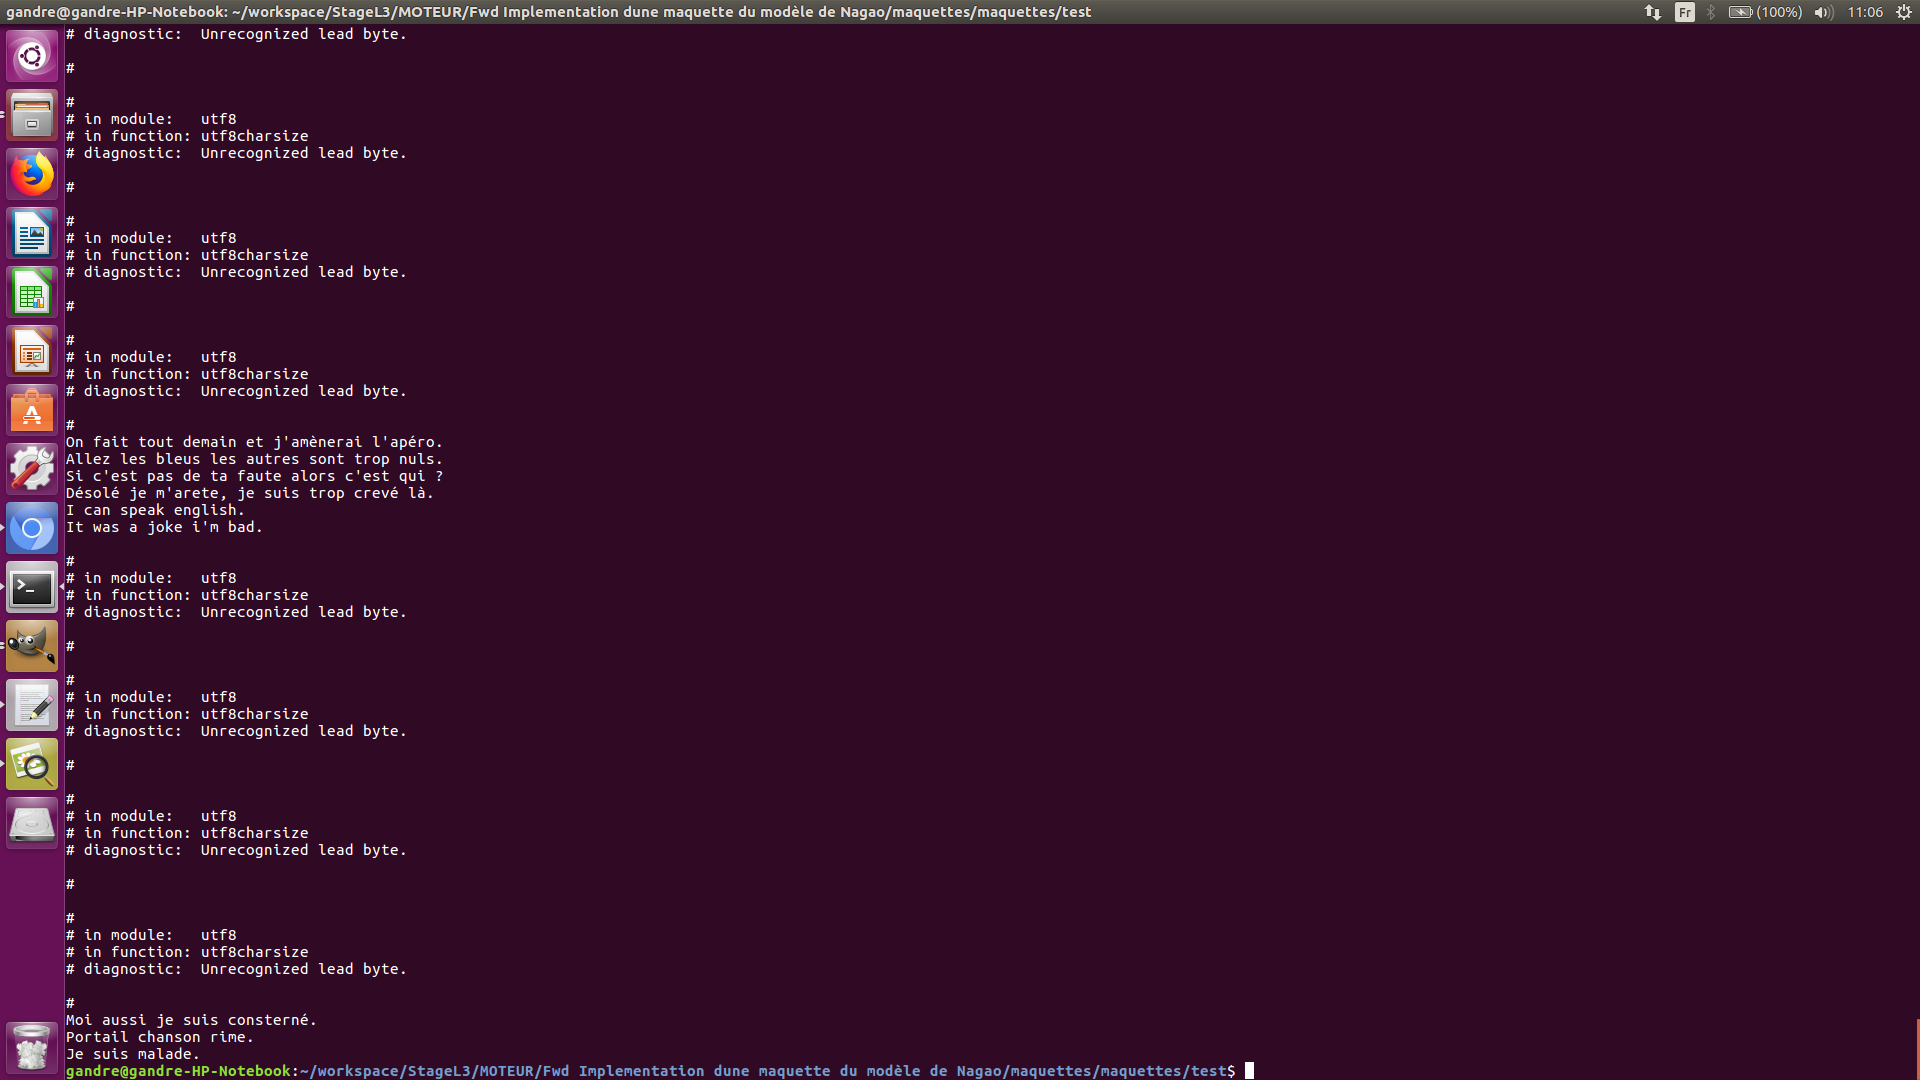 gandre@gandre-HP-Notebook: ~/workspace/StageL3/MOTEUR/Fwd Implementation dune maquette du modèle de Nagao/maquettes/maquettes/test Fr (100%) 11:06
# diagnostic:  Unrecognized lead byte.
#
#
# in module:   utf8
# in function: utf8charsize
# diagnostic:  Unrecognized lead byte.
#
#
# in module:   utf8
# in function: utf8charsize
# diagnostic:  Unrecognized lead byte.
#
#
# in module:   utf8
# in function: utf8charsize
# diagnostic:  Unrecognized lead byte.
#
On fait tout demain et j'amènerai l'apéro.
Allez les bleus les autres sont trop nuls.
Si c'est pas de ta faute alors c'est qui ?
Désolé je m'arete, je suis trop crevé là.
I can speak english.
It was a joke i'm bad.
#
# in module:   utf8
# in function: utf8charsize
# diagnostic:  Unrecognized lead byte.
#
#
# in module:   utf8
# in function: utf8charsize
# diagnostic:  Unrecognized lead byte.
#
#
# in module:   utf8
# in function: utf8charsize
# diagnostic:  Unrecognized lead byte.
#
#
# in module:   utf8
# in function: utf8charsize
# diagnostic:  Unrecognized lead byte.
#
Moi aussi je suis consterné.
Portail chanson rime.
Je suis malade.
gandre@gandre-HP-Notebook:~/workspace/StageL3/MOTEUR/Fwd Implementation dune maquette du modèle de Nagao/maquettes/maquettes/test$